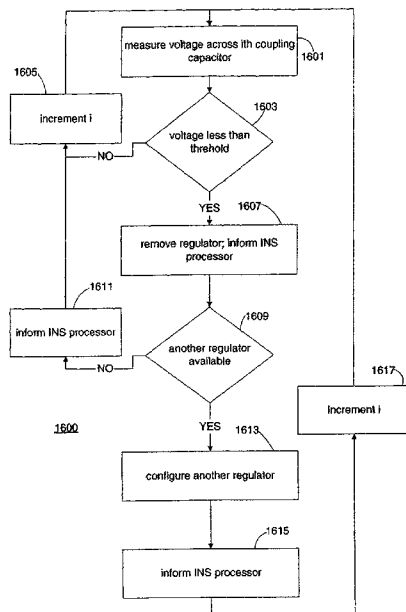 measure voltage across ith coupling
capacitor
1601
1605
increment i
1603
voltage less than
threshold
NO
YES
1607
remove regulator; inform INS
processor
1611
inform INS processor
1609
another regulator
available
NO
1617
increment i
YES
1600
1613
configure another regulator
1615
inform INS processor